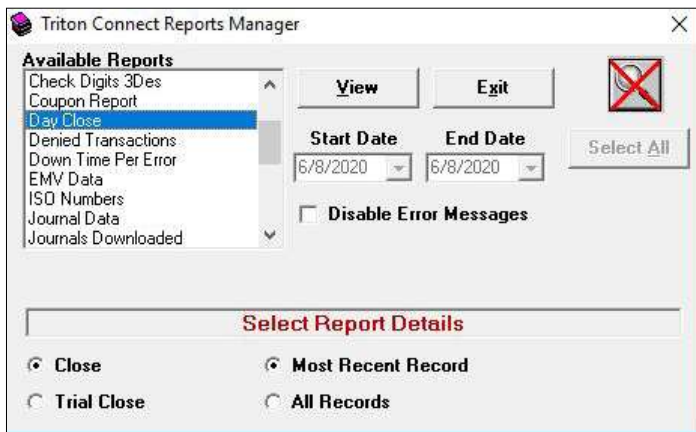 Triton Connect Reports Manager
Available Reports
Check Digits 3Des
Coupon Report
Day Close
Denied Transactions
Down Time Per Error
EMV Data
ISO Numbers
Journal Data
Journals Downloaded
View
Exit
Start Date
End Date
Select All
6/8/2020
6/8/2020
Disable Error Messages
Select Report Details
Close
Most Recent Record
Trial Close
All Records